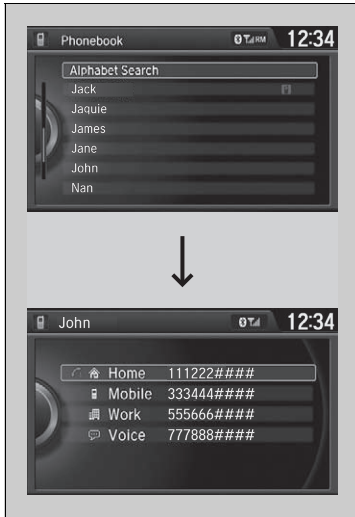 Phonebook RM 12:34
Alphabet Search
Jack
Jaquie
James
Jane
John
Nan
John 12:34
Home 111222####
Mobile 333444####
Work 555666####
Voice 777888####